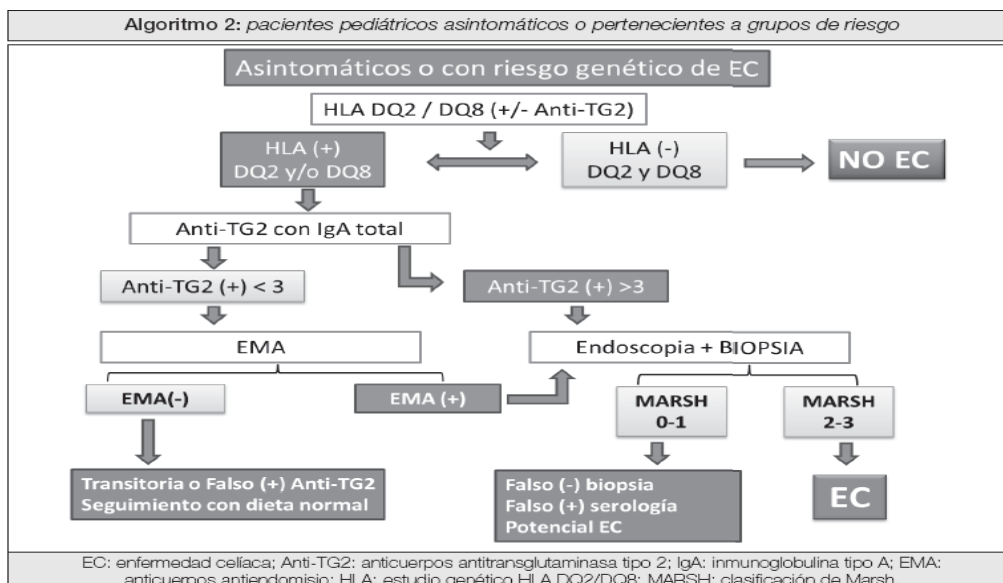 Algoritmo 2: pacientes pediátricos asintomáticos o pertenecientes a grupos de riesgo
Asintomáticos o con riesgo genético de EC
HLA DQ2 / DQ8 (+/- Anti-TG2)
HLA (+)
DQ2 y/o DQ8
HLA (-)
DQ2 y DQ8
NO EC
Anti-TG2 con IgA total
Anti-TG2 (+) < 3
Anti-TG2 (+) >3
EMA
Endoscopia + BIOPSIA
EMA(-)
EMA (+)
MARSH
0-1
MARSH
2-3
Transitoria o Falso (+) Anti-TG2
Seguimiento con dieta normal
Falso (-) biopsia
Falso (+) serología
Potencial EC
EC
EC: enfermedad celíaca; Anti-TG2: anticuerpos antitransglutaminasa tipo 2; IgA: inmunoglobulina tipo A; EMA:
anticuerpos antiendomisio; HLA: estudio genético HLA DQ2/DQ8; MARSH: clasificación de Marsh